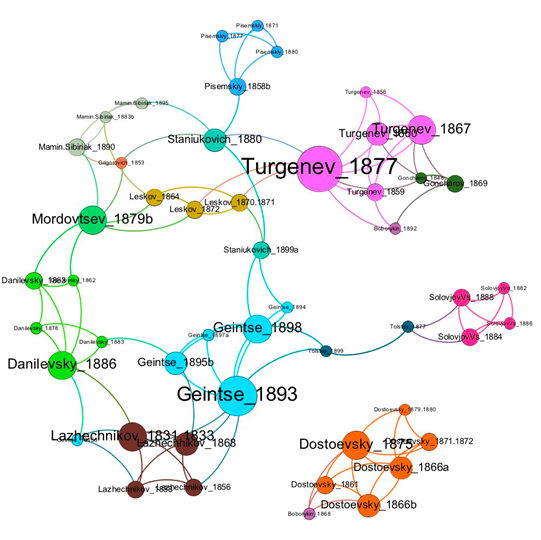 Pisemskiy_1871
Pisemskiy_1877
Pisemskiy_1880
Pisemskiy_1858b
Turgenev_1856
Mamin.Sibiriak_1895
Mamin.Sibiriak_1883b
Mamin.Sibiriak_1890
Staniukovich_1880
Turgenev_1860
Turgenev_1867
Grigorovich_1853
Turgenev_1877
Goncharov_1849
Goncharov_1869
Turgenev_1859
Leskov_1864
Leskov_1872
Leskov_1870.1871
Mordovtsev_1879b
Boborykin_1892
Staniukovich_1899a
Danilevsky_1863
Danilevsky_1862
SolovjovVs_1882
SolovjovVs_1888
SolovjovVs_1886
SolovjovVs_1884
Geintse_1894
Danilevsky_1878
Geintse_1898
Tolstoy_1877
Geintse_1897a
Danilevsky_1883
Tolstoy_1899
Danilevsky_1886
Geintse_1895b
Geintse_1893
Dostoevsky_1879.1880
Lazhechnikov_1831.1833
Lazhechnikov_1868
Dostoevsky_1875
Dostoevsky_1871.1872
Dostoevsky_1866a
Dostoevsky_1861
Lazhechnikov_1856
Dostoevsky_1866b
Boborykin_1868